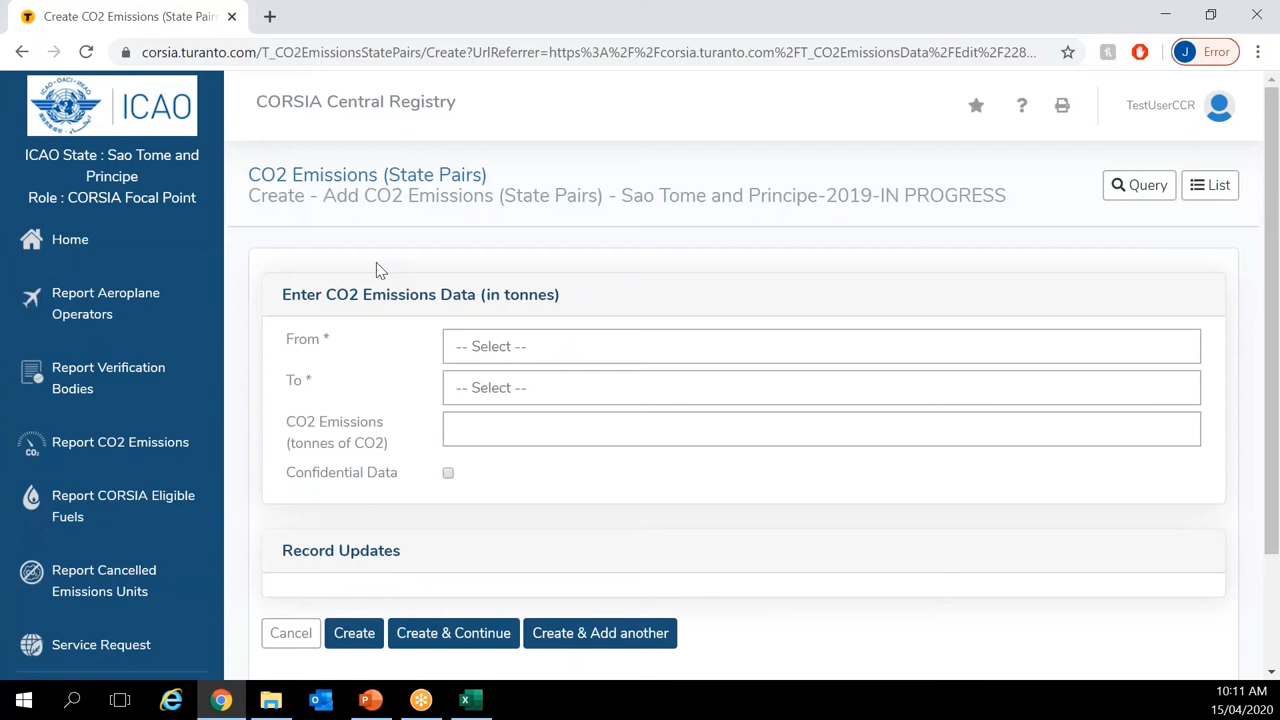 Create CO2 Emissions (State Pair
corsia.turanto.com/T_CO2EmissionsStatePairs/Create?UrlReferrer=https%3A%2F%2Fcorsia.turanto.com%2FT_CO2EmissionsData%2FEdit%2F228...
J Error
ICAO
CORSIA Central Registry
TestUserCCR
ICAO State : Sao Tome and
Principe
Role : CORSIA Focal Point
CO2 Emissions (State Pairs)
Create - Add CO2 Emissions (State Pairs) - Sao Tome and Principe-2019-IN PROGRESS
Query
List
Home
Report Aeroplane
Operators
Report Verification
Bodies
Report CO2 Emissions
CO2
Report CORSIA Eligible
Fuels
Report Cancelled
Emissions Units
Service Request
Enter CO2 Emissions Data (in tonnes)
From *
-- Select --
To *
-- Select --
CO2 Emissions
(tonnes of CO2)
Confidential Data
Record Updates
Cancel
Create
Create & Continue
Create & Add another
10:11 AM
15/04/2020